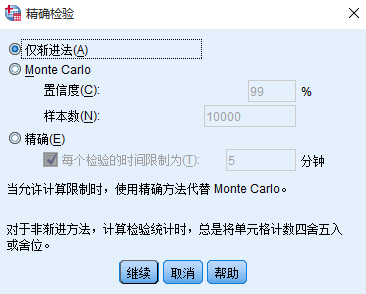 精确检验
仅渐进法(A)
Monte Carlo
置信度(C):
99
%
样本数(N):
10000
精确(E)
每个检验的时间限制为(T):
5
分钟
当允许计算限制时，使用精确方法代替 Monte Carlo。
对于非渐进方法，计算检验统计时，总是将单元格计数四舍五入
或舍位。
继续
取消
帮助